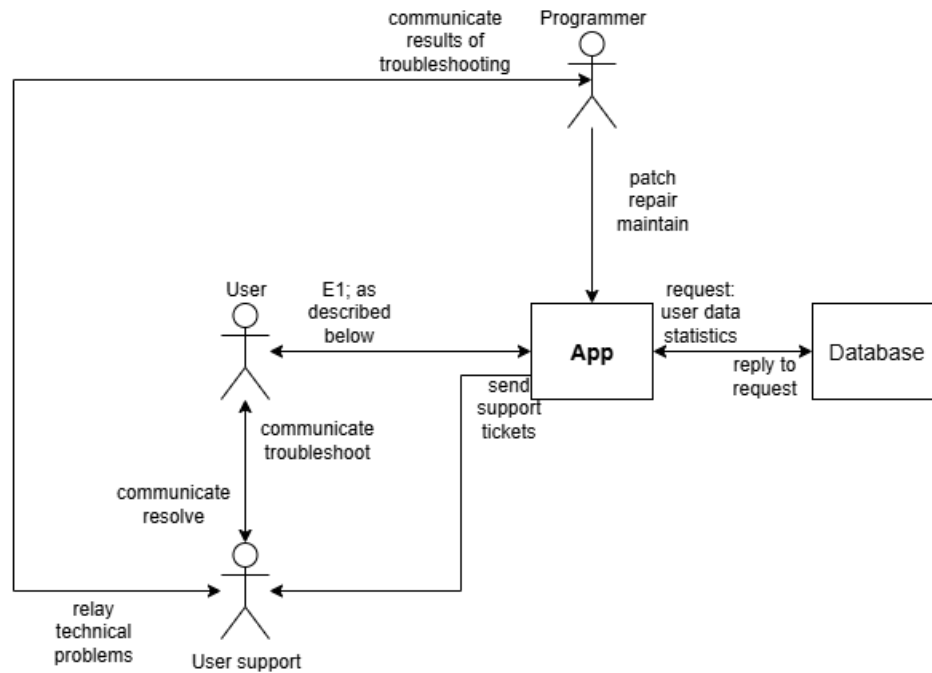 communicate
results of
troubleshooting
Programmer
patch
repair
maintain
User
E1; as
described
below
App
request:
user data
statistics
reply to
request
Database
send
support
tickets
communicate
troubleshoot
communicate
resolve
relay
technical
problems
User support